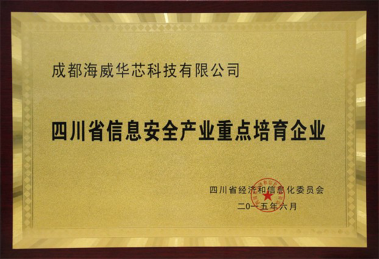 成都海威华芯科技有限公司
四川省信息安全产业重点培育企业
四川省经济和信息化委员会
二〇一五年六月